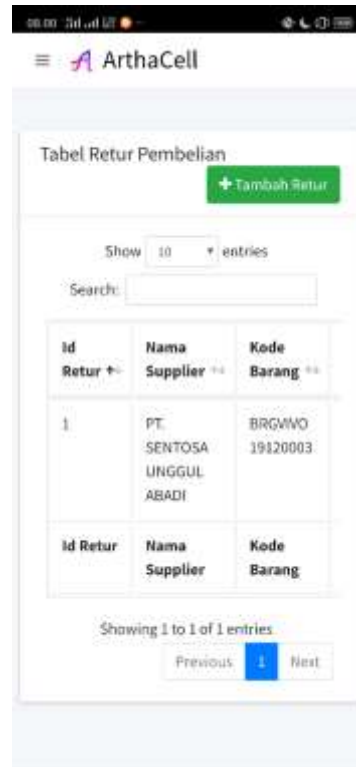 08.00
ArthaCell
Tabel Retur Pembelian
Tambah Retur
Show 10 entries
Search:
Id Retur
Nama Supplier
Kode Barang
1
PT. SENTOSA UNGGUL ABADI
BRGVIVO 19120003
Id Retur
Nama Supplier
Kode Barang
Showing 1 to 1 of 1 entries
Previous 1 Next